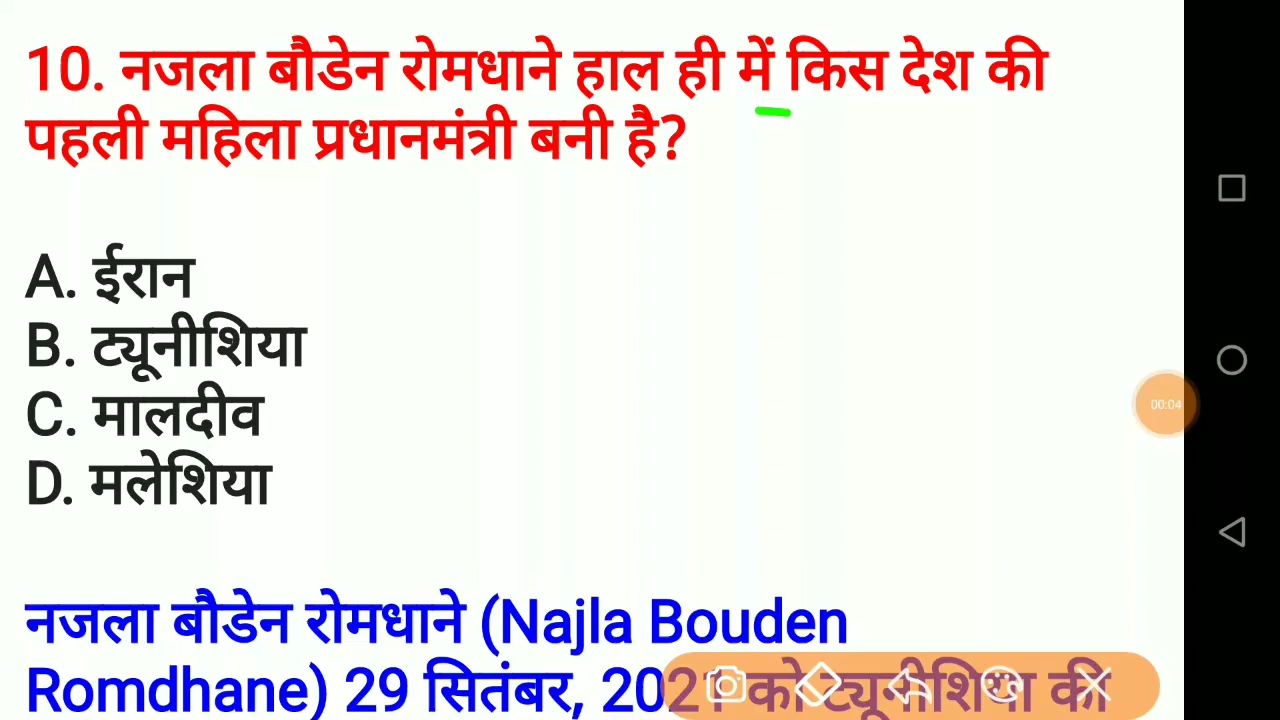 10. नजला बौडेन रोमधाने हाल ही में किस देश की
पहली महिला प्रधानमंत्री बनी है?
A. ईरान
B. ट्यूनीशिया
C. मालदीव
D. मलेशिया
00:04
नजला बौडेन रोमधाने (Najla Bouden
Romdhane) 29 सितंबर, 2021 को ट्यूनीशिया की